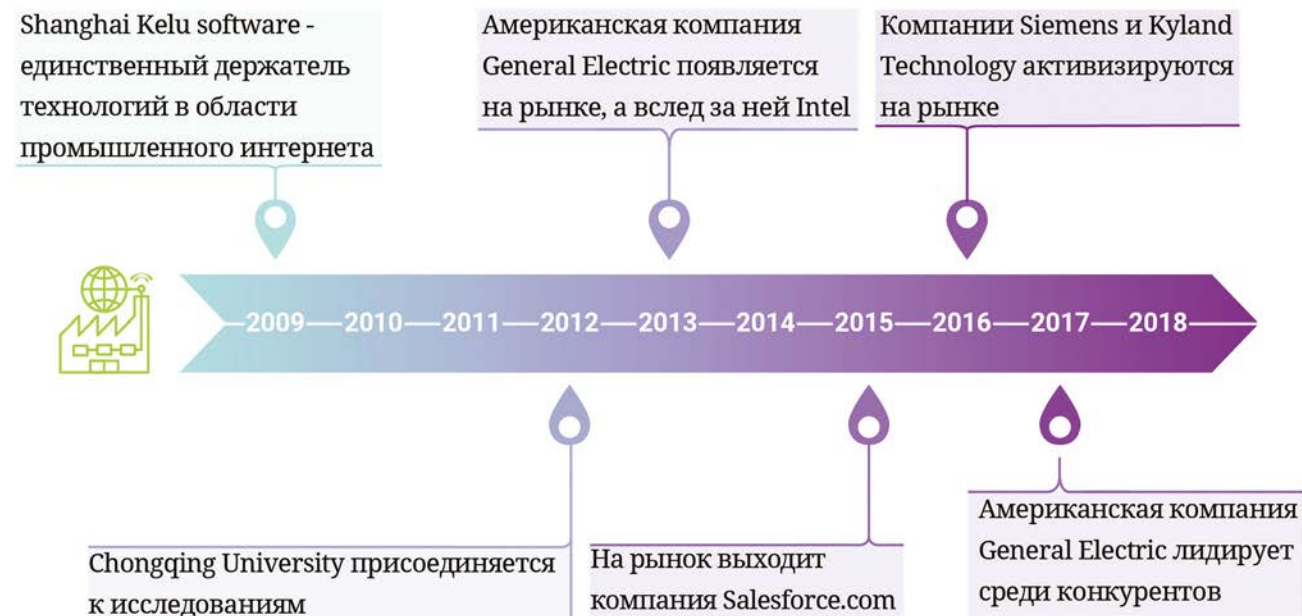 Shanghai Kelu software -
единственный держатель
технологий в области
промышленного интернета
Американская компания
General Electric появляется
на рынке, а вслед за ней Intel
Компании Siemens и Kyland
Technology активизируются
на рынке
2009 2010 2011 2012 2013 2014 2015 2016 2017 2018
Chongqing University присоединяется
к исследованиям
На рынок выходит
компания Salesforce.com
Американская компания
General Electric лидирует
среди конкурентов